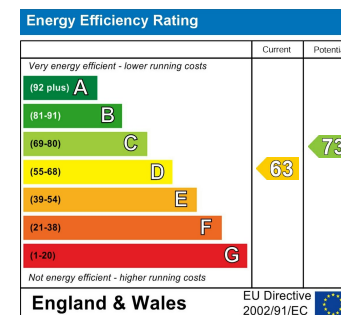 Energy Efficiency Rating
Current
Very energy efficient - lower running costs
(92 plus) A
(81-91) B
(69-80) C
73
(55-68) D
63
(39-54) E
(21-38) F
(1-20) G
Not energy efficient - higher running costs
England & Wales
EU Directive
2002/91/EC